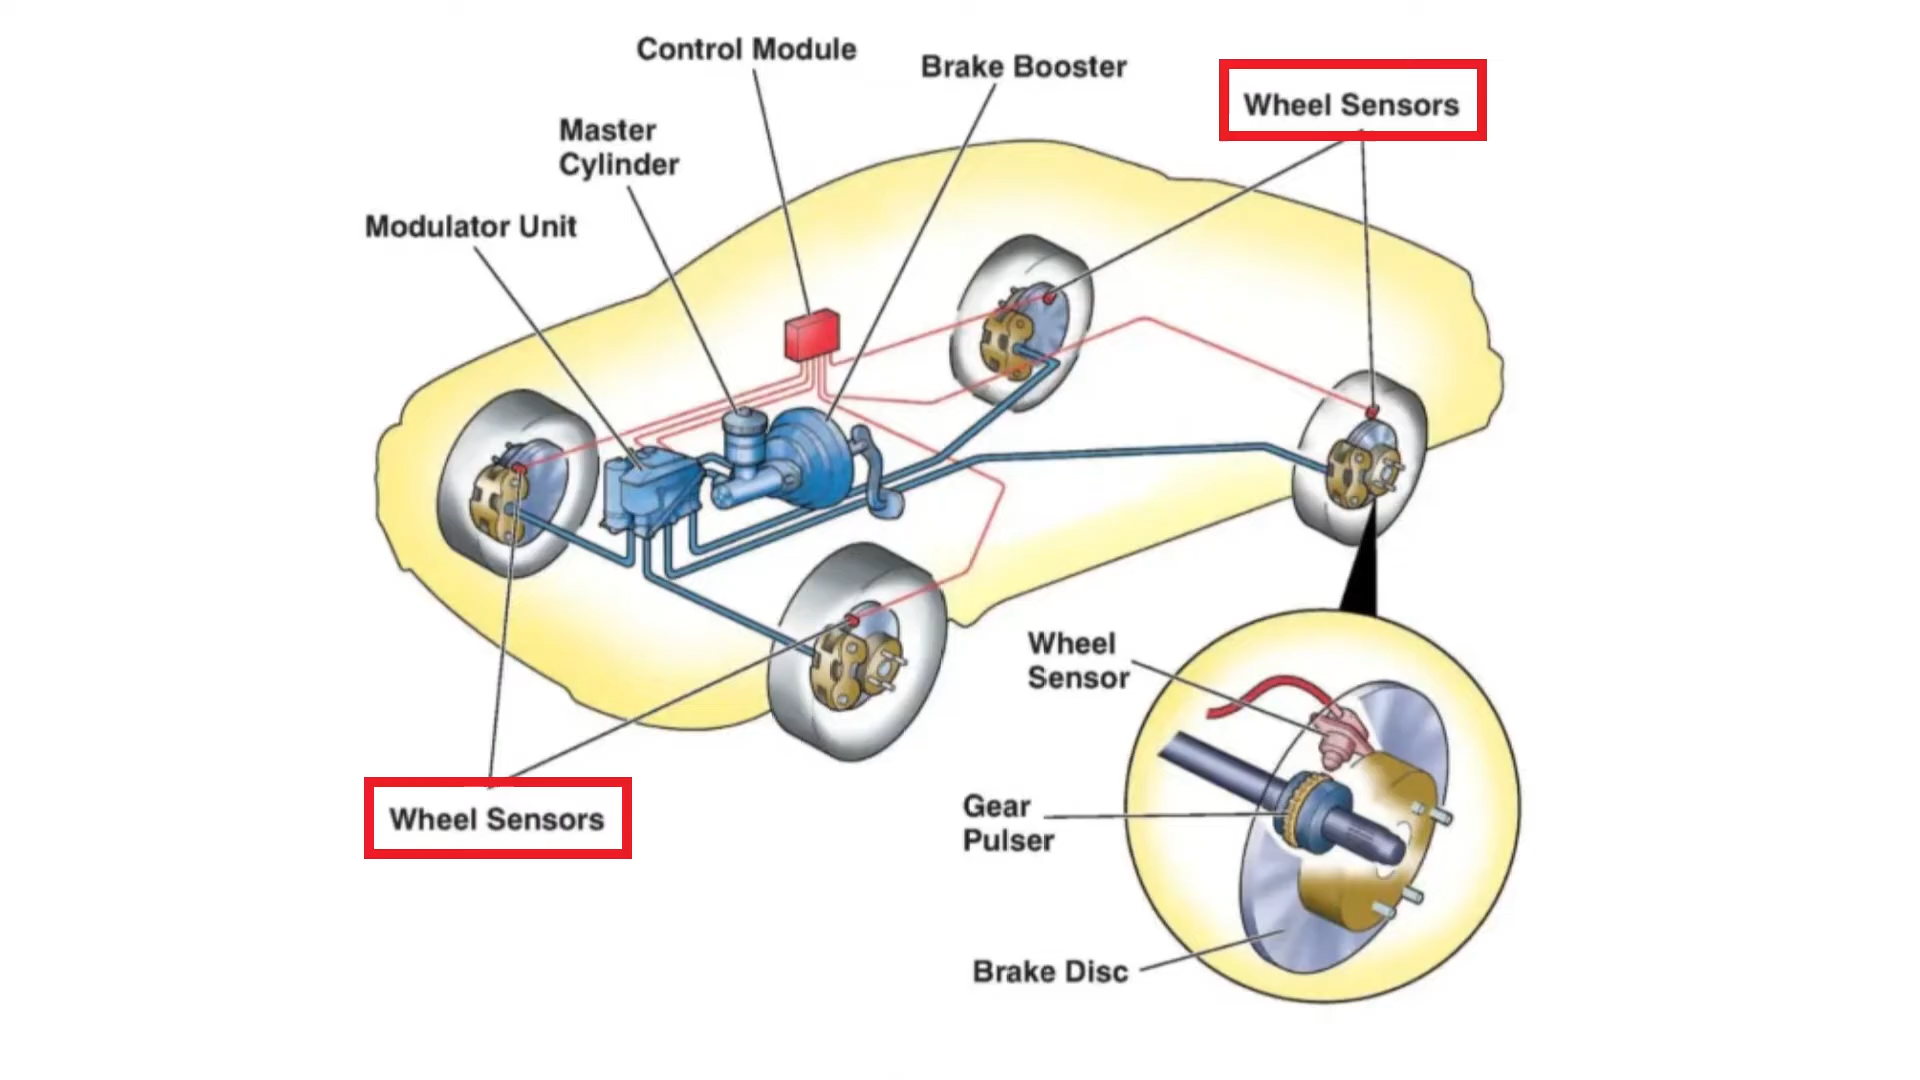 Control Module
Brake Booster
Wheel Sensors
Master
Cylinder
Modulator Unit
Wheel
Sensor
Gear
Pulser
Wheel Sensors
Brake Disc